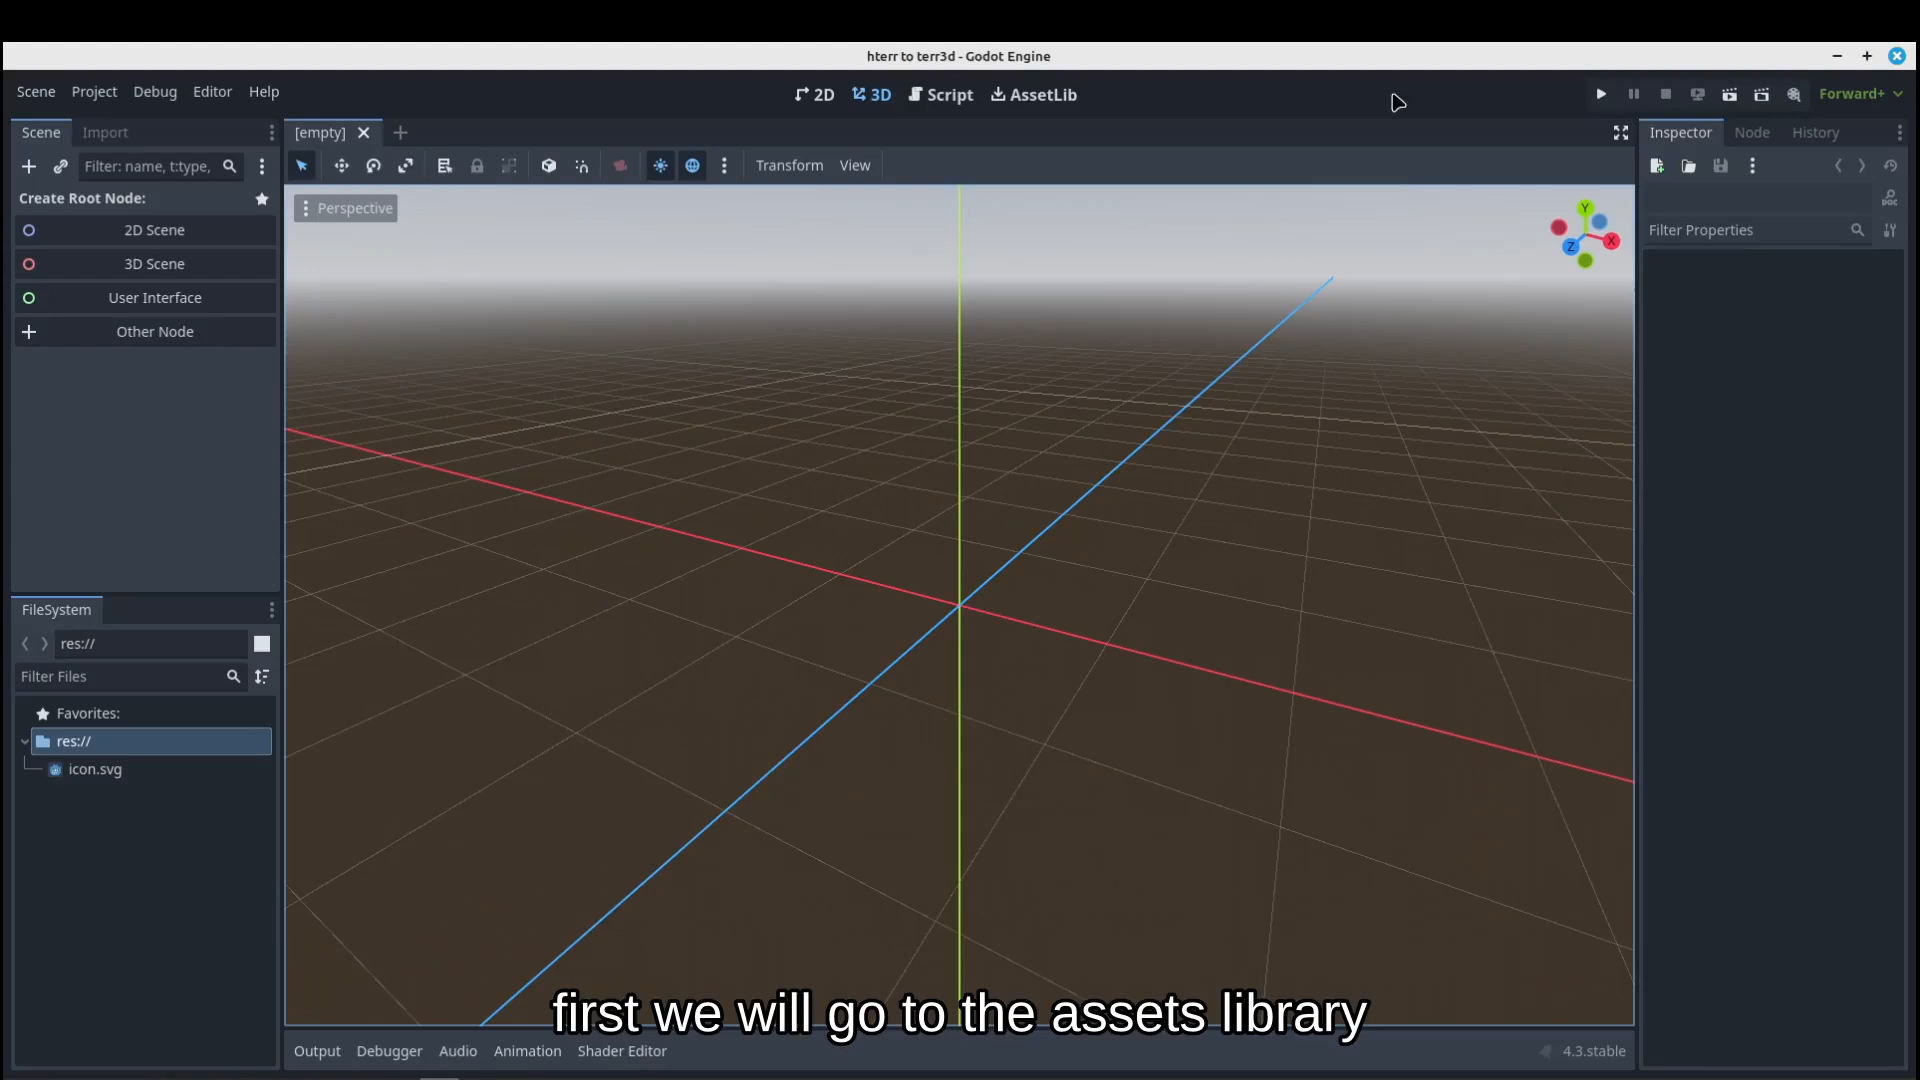 hterr to terr3d - Godot Engine
Scene Project Debug Editor Help
2D 3D Script AssetLib
Forward+
Scene Import
[empty]
Inspector Node History
Filter: name, t:type,
Transform View
Create Root Node:
Perspective
2D Scene
3D Scene
User Interface
Other Node
Y
X
Z
DOC
Filter Properties
FileSystem
res://
Filter Files
Favorites:
res://
icon.svg
first we will go to the assets library
Output Debugger Audio Animation Shader Editor
4.3.stable